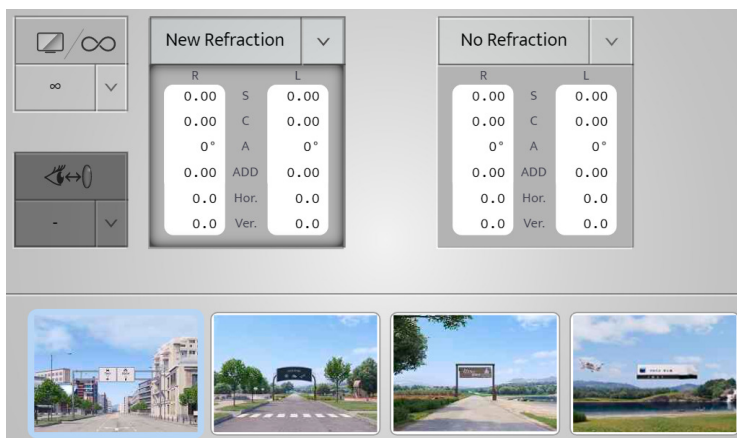 ∞
∞
-
New Refraction
R L
0.00 S 0.00
0.00 C 0.00
0° A 0°
0.00 ADD 0.00
0.0 Hor. 0.0
0.0 Ver. 0.0
No Refraction
R L
0.00 S 0.00
0.00 C 0.00
0° A 0°
0.00 ADD 0.00
0.0 Hor. 0.0
0.0 Ver. 0.0